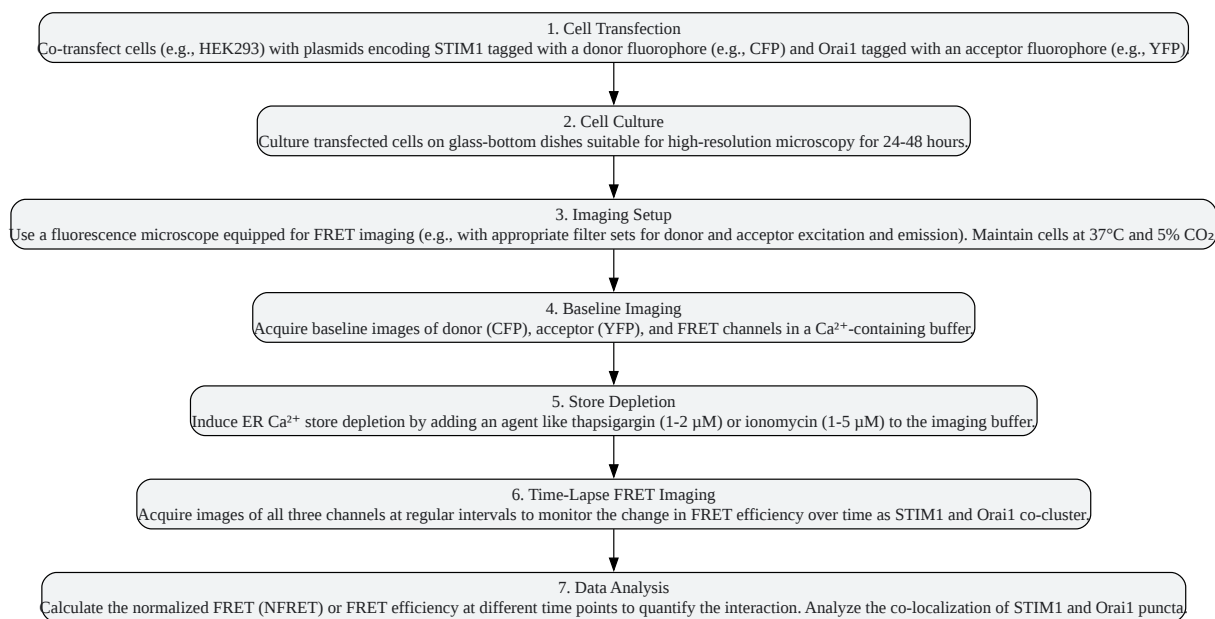 1. Cell Transfection
Co-transfect cells (e.g., HEK293) with plasmids encoding STIM1 tagged with a donor fluorophore (e.g., CFP) and Orai1 tagged with an acceptor fluorophore (e.g., YFP).
2. Cell Culture
Culture transfected cells on glass-bottom dishes suitable for high-resolution microscopy for 24-48 hours.
3. Imaging Setup
Use a fluorescence microscope equipped for FRET imaging (e.g., with appropriate filter sets for donor and acceptor excitation and emission). Maintain cells at 37°C and 5% CO₂.
4. Baseline Imaging
Acquire baseline images of donor (CFP), acceptor (YFP), and FRET channels in a Ca²⁺-containing buffer.
5. Store Depletion
Induce ER Ca²⁺ store depletion by adding an agent like thapsigargin (1-2 µM) or ionomycin (1-5 µM) to the imaging buffer.
6. Time-Lapse FRET Imaging
Acquire images of all three channels at regular intervals to monitor the change in FRET efficiency over time as STIM1 and Orai1 co-cluster.
7. Data Analysis
Calculate the normalized FRET (NFRET) or FRET efficiency at different time points to quantify the interaction. Analyze the co-localization of STIM1 and Orai1 puncta.